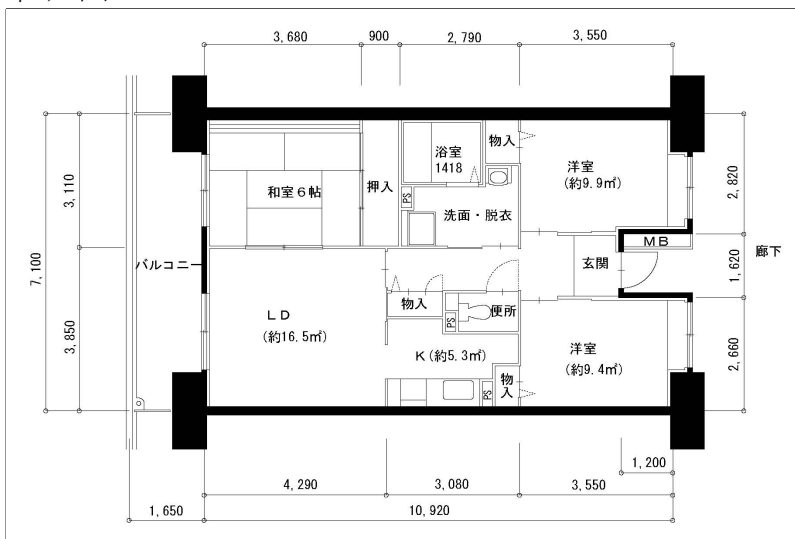 3,680
900
2,790
3,550
物入
浴室
1418
洋室
(約9.9㎡)
和室6帖
押入
PS
洗面・脱衣
2,820
3,110
7,100
MB
廊下
バルコニー
玄関
1,620
物入
便所
LD
(約16.5㎡)
PS
3,850
K(約5.3㎡)
洋室
(約9.4㎡)
物入
PS
2,660
1,200
4,290
3,080
3,550
1,650
10,920